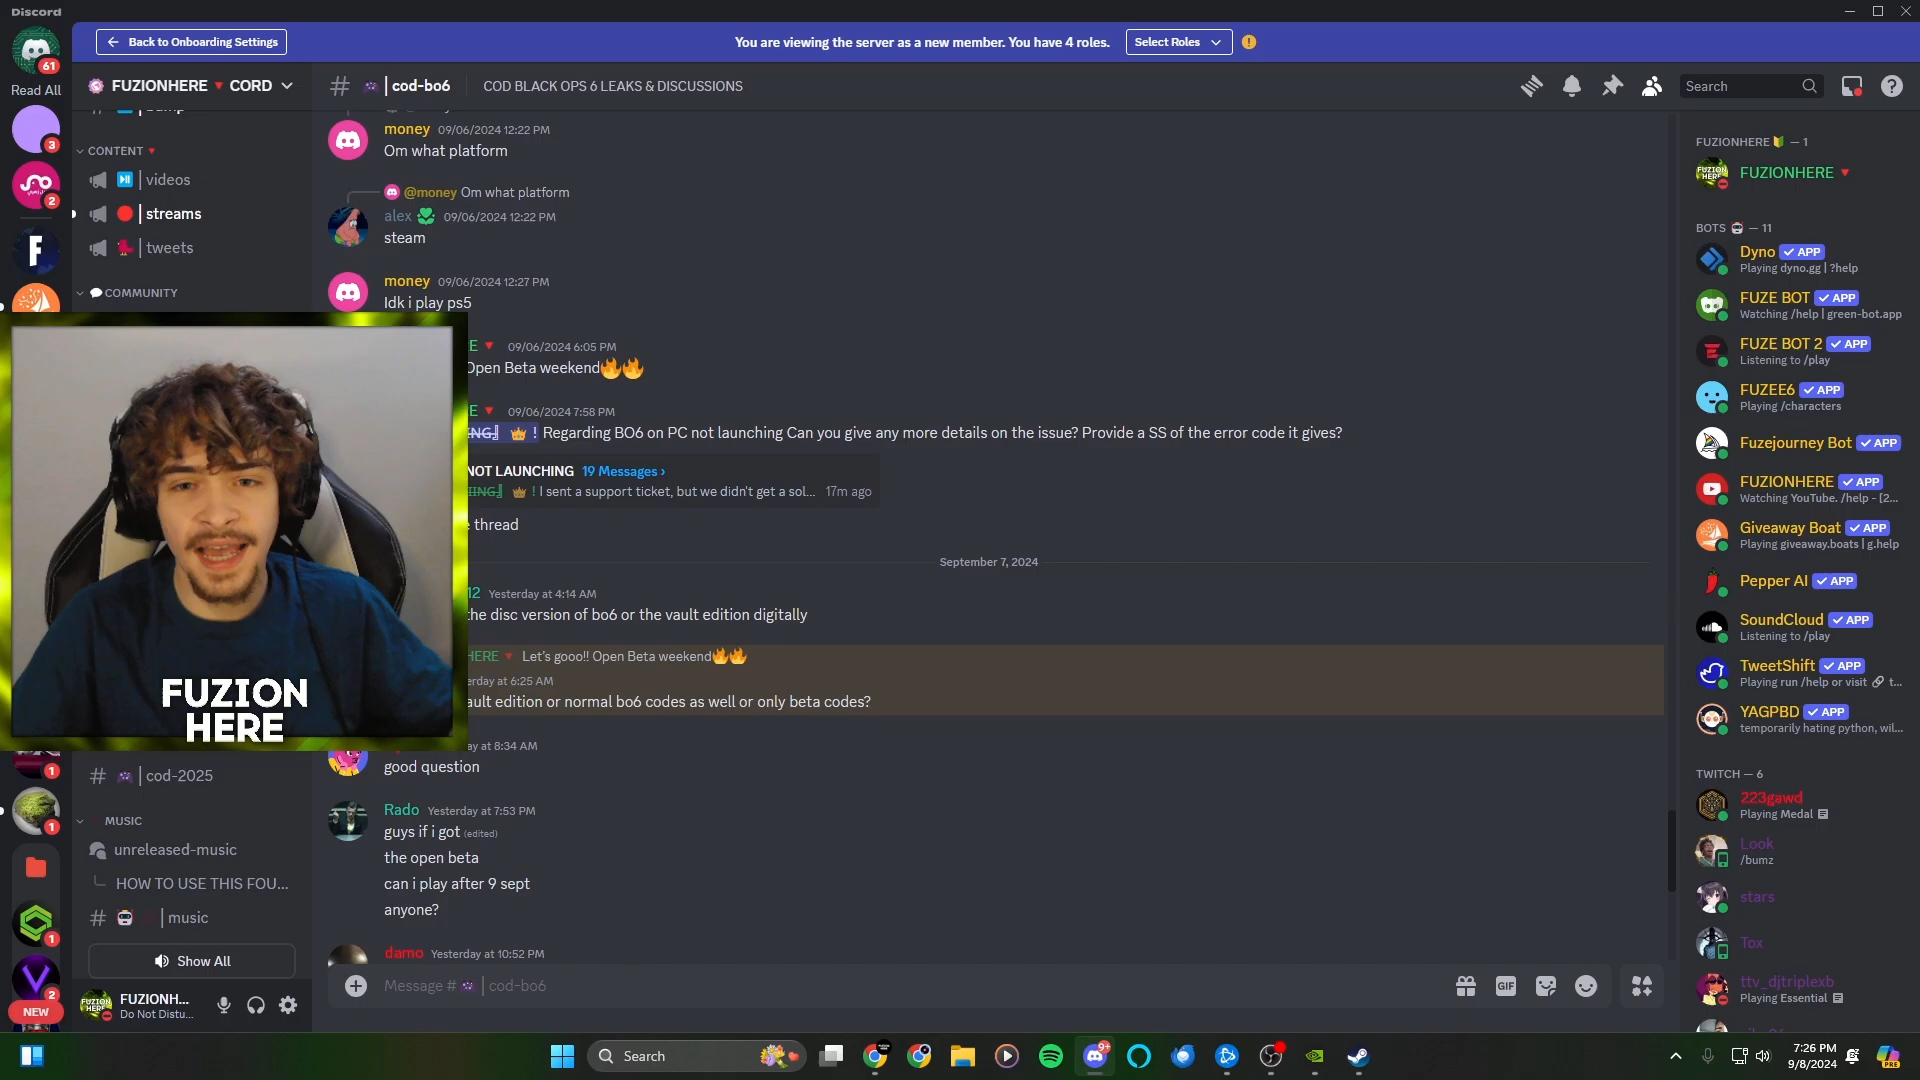 Discord
Back to Onboarding Settings
You are viewing the server as a new member. You have 4 roles.
Select Roles
61
Read All
FUZIONHERE CORD
| cod-bo6
COD BLACK OPS 6 LEAKS & DISCUSSIONS
Search
3
2
CONTENT
| videos
| streams
| tweets
COMMUNITY
money 09/06/2024 12:22 PM
Om what platform
@money Om what platform
alex 09/06/2024 12:22 PM
steam
money 09/06/2024 12:27 PM
Idk i play ps5
E 09/06/2024 6:05 PM
Open Beta weekend🔥🔥
E 09/06/2024 7:58 PM
! Regarding BO6 on PC not launching Can you give any more details on the issue? Provide a SS of the error code it gives?
NOT LAUNCHING 19 Messages ›
! I sent a support ticket, but we didn't get a sol... 17m ago
thread
September 7, 2024
12 Yesterday at 4:14 AM
the disc version of bo6 or the vault edition digitally
HERE Let's gooo!! Open Beta weekend🔥🔥
erday at 6:25 AM
ault edition or normal bo6 codes as well or only beta codes?
ay at 8:34 AM
good question
Rado Yesterday at 7:53 PM
guys if i got (edited)
the open beta
can i play after 9 sept
anyone?
damo Yesterday at 10:52 PM
Message # | cod-bo6
GIF
FUZION
HERE
1
# | cod-2025
1
MUSIC
unreleased-music
HOW TO USE THIS FOU...
# | music
1
Show All
2
NEW
FUZIONH...
Do Not Distu...
FUZIONHERE — 1
FUZIONHERE
BOTS — 11
Dyno APP
Playing dyno.gg | ?help
FUZE BOT APP
Watching /help | green-bot.app
FUZE BOT 2 APP
Listening to /play
FUZEE6 APP
Playing /characters
Fuzejourney Bot APP
FUZIONHERE APP
Watching YouTube. /help - [2...
Giveaway Boat APP
Playing giveaway.boats | g.help
Pepper AI APP
SoundCloud APP
Listening to /play
TweetShift APP
Playing run /help or visit t...
YAGPBD APP
temporarily hating python, wil...
TWITCH — 6
223gawd
Playing Medal
Look
/bumz
stars
Tox
ttv_djtriplexb
Playing Essential
Search
9+
7:26 PM
9/8/2024
PRE